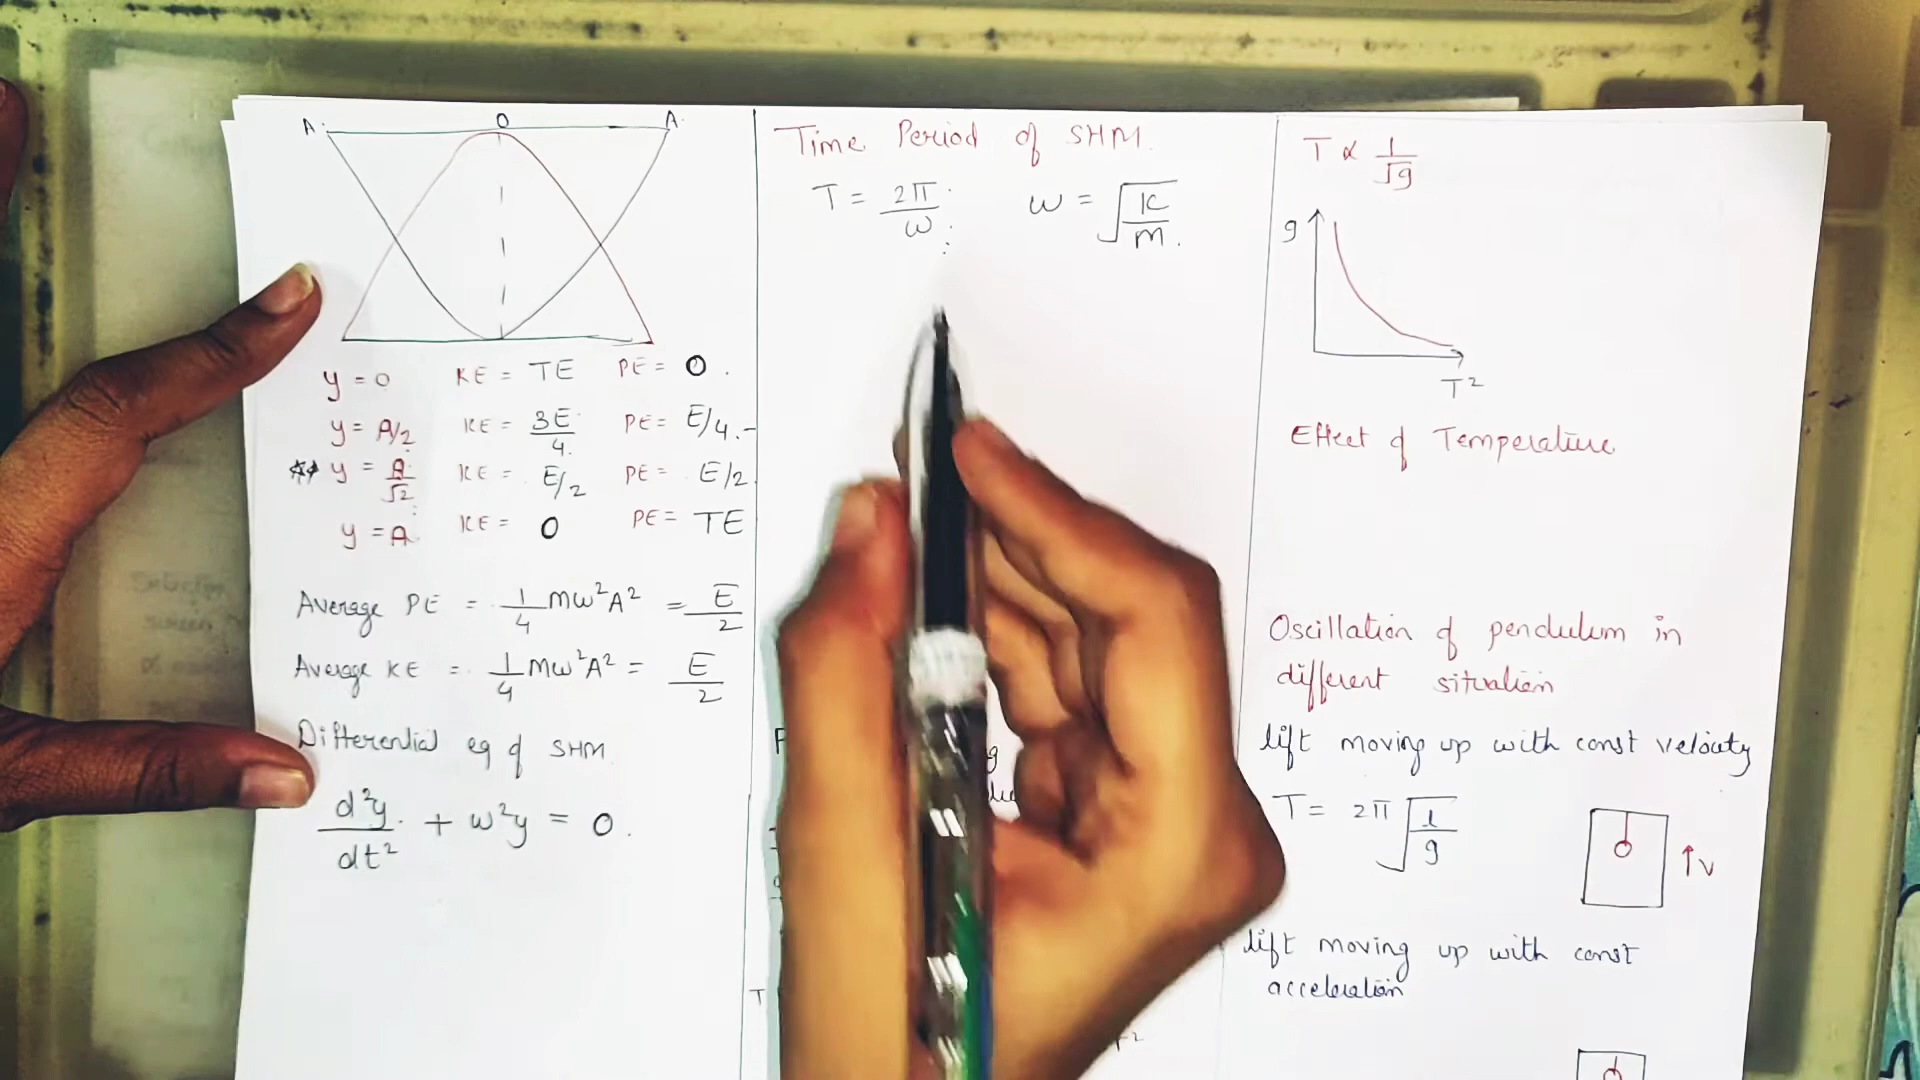 A. O A.
y = 0 KE = TE PE = 0.
y = A/2 KE = 3E/4. PE = E/4.-
y = A/√2 KE = E/2 PE = E/2
y = A. KE = 0 PE = TE
Average PE = 1/4 mω²A² = E/2
Average KE = 1/4 mω²A² = E/2
Differential eq of SHM.
d²y/dt² + ω²y = 0.
Time Period of SHM.
T = 2π/ω ω = √K/m.
T
T ∝ 1/√g
g
T²
Effect of Temperature
Oscillation of pendulum in
different situation
lift moving up with const velocity
T = 2π √l/g
↑v
lift moving up with const
acceleration